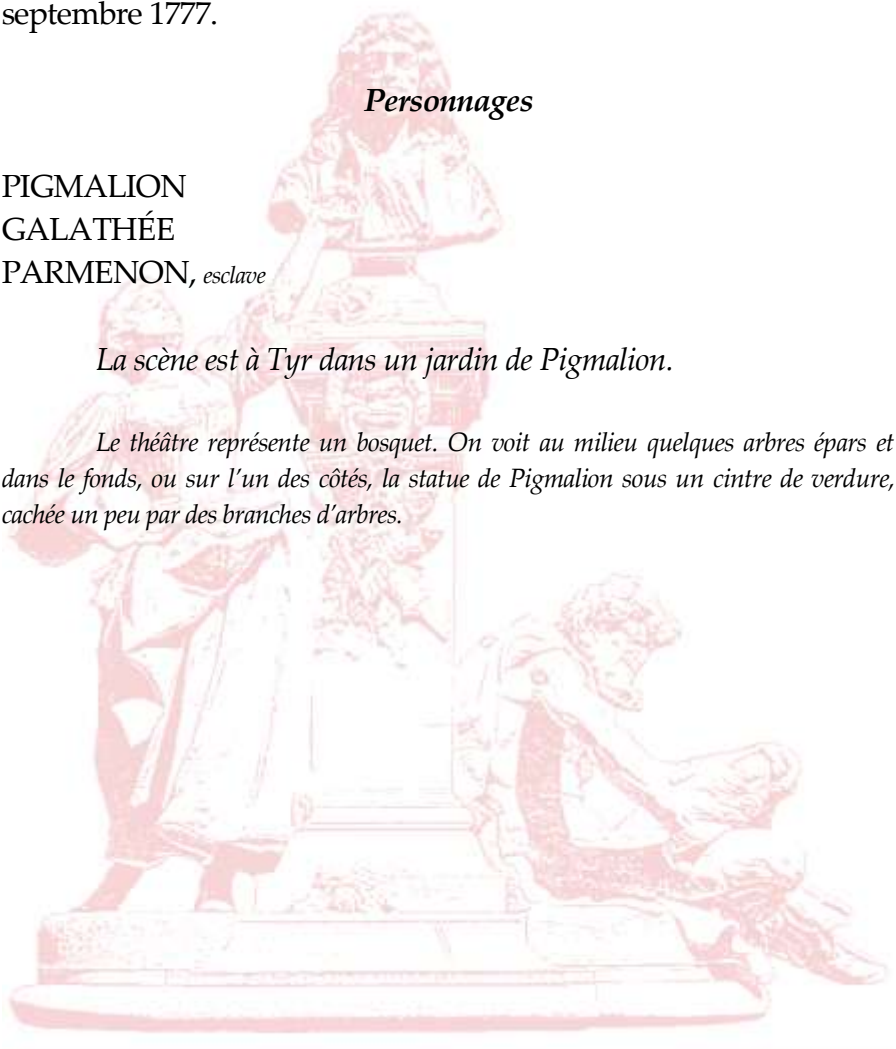 septembre 1777.
Personnages
PIGMALION
GALATHÉE
PARMENON, esclave
La scène est à Tyr dans un jardin de Pigmalion.
Le théâtre représente un bosquet. On voit au milieu quelques arbres épars et
dans le fonds, ou sur l’un des côtés, la statue de Pigmalion sous un cintre de verdure,
cachée un peu par des branches d’arbres.